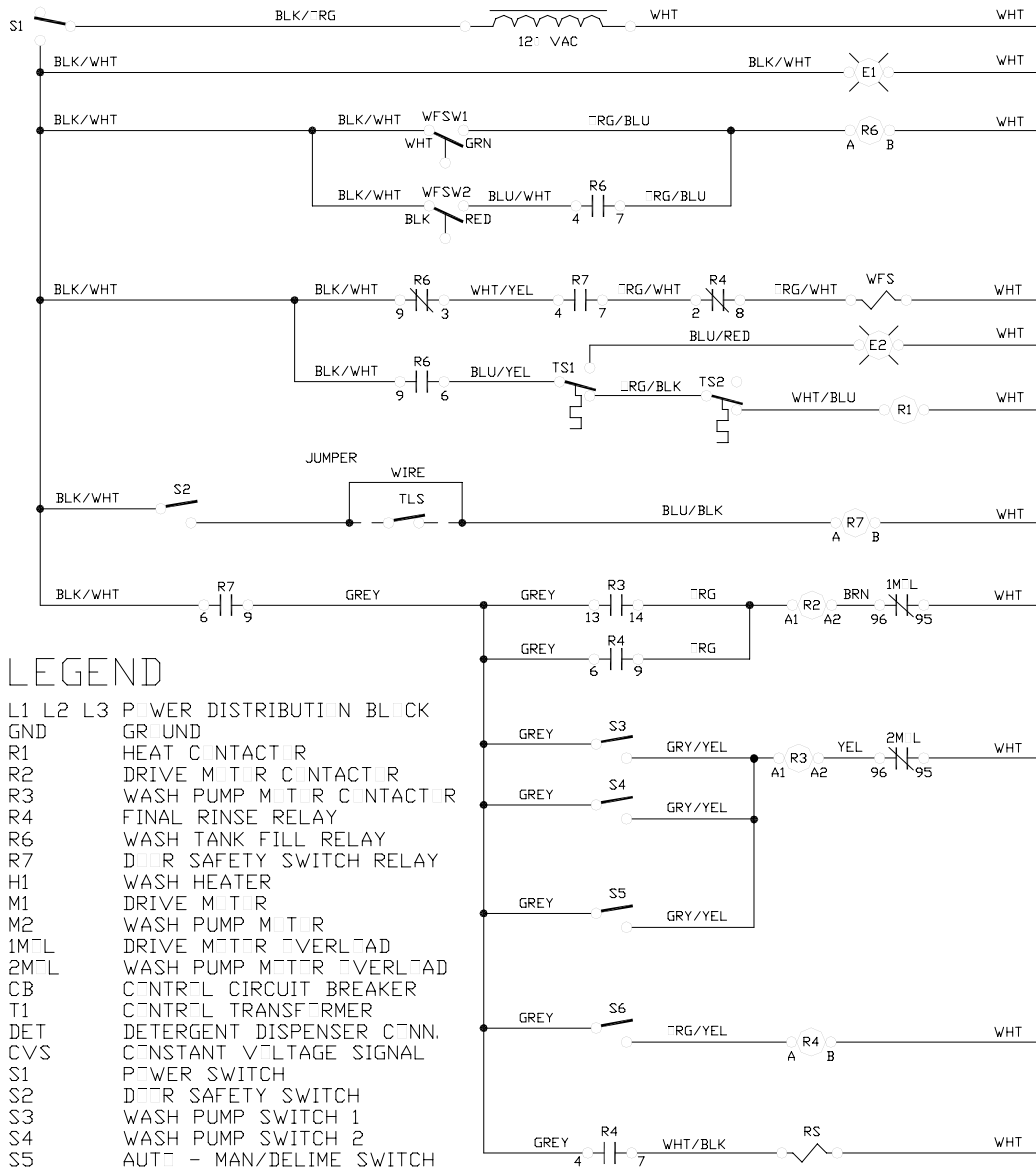 BLK/ORG WHT WHT
S1
120 VAC
BLK/WHT BLK/WHT E1 WHT
BLK/WHT BLK/WHT WFSW1 ORG/BLU WHT
WHT GRN R6
A B
BLK/WHT WFSW2 BLU/WHT R6 ORG/BLU
BLK RED 4 7
BLK/WHT BLK/WHT R6 WHT/YEL R7 ORG/WHT R4 ORG/WHT WFS WHT
9 3 4 7 2 8
BLU/RED E2 WHT
BLK/WHT R6 BLU/YEL TS1 ORG/BLK TS2 WHT/BLU R1 WHT
9 6
JUMPER
WIRE
BLK/WHT S2 TLS BLU/BLK R7 WHT
A B
BLK/WHT R7 GREY GREY R3 ORG R2 BRN 1MOL WHT
6 9 13 14 A1 A2 96 95
GREY R4 ORG
6 9
GREY S3 GRY/YEL R3 YEL 2MOL WHT
A1 A2 96 95
GREY S4 GRY/YEL
GREY S5 GRY/YEL
GREY S6 ORG/YEL R4 WHT
A B
GREY R4 WHT/BLK RS WHT
4 7
LEGEND
L1 L2 L3 POWER DISTRIBUTION BLOCK
GND GROUND
R1 HEAT CONTACTOR
R2 DRIVE MOTOR CONTACTOR
R3 WASH PUMP MOTOR CONTACTOR
R4 FINAL RINSE RELAY
R6 WASH TANK FILL RELAY
R7 DOOR SAFETY SWITCH RELAY
H1 WASH HEATER
M1 DRIVE MOTOR
M2 WASH PUMP MOTOR
1MOL DRIVE MOTOR OVERLOAD
2MOL WASH PUMP MOTOR OVERLOAD
CB CONTROL CIRCUIT BREAKER
T1 CONTROL TRANSFORMER
DET DETERGENT DISPENSER CONN.
CVS CONSTANT VOLTAGE SIGNAL
S1 POWER SWITCH
S2 DOOR SAFETY SWITCH
S3 WASH PUMP SWITCH 1
S4 WASH PUMP SWITCH 2
S5 AUTO - MAN/DELIME SWITCH